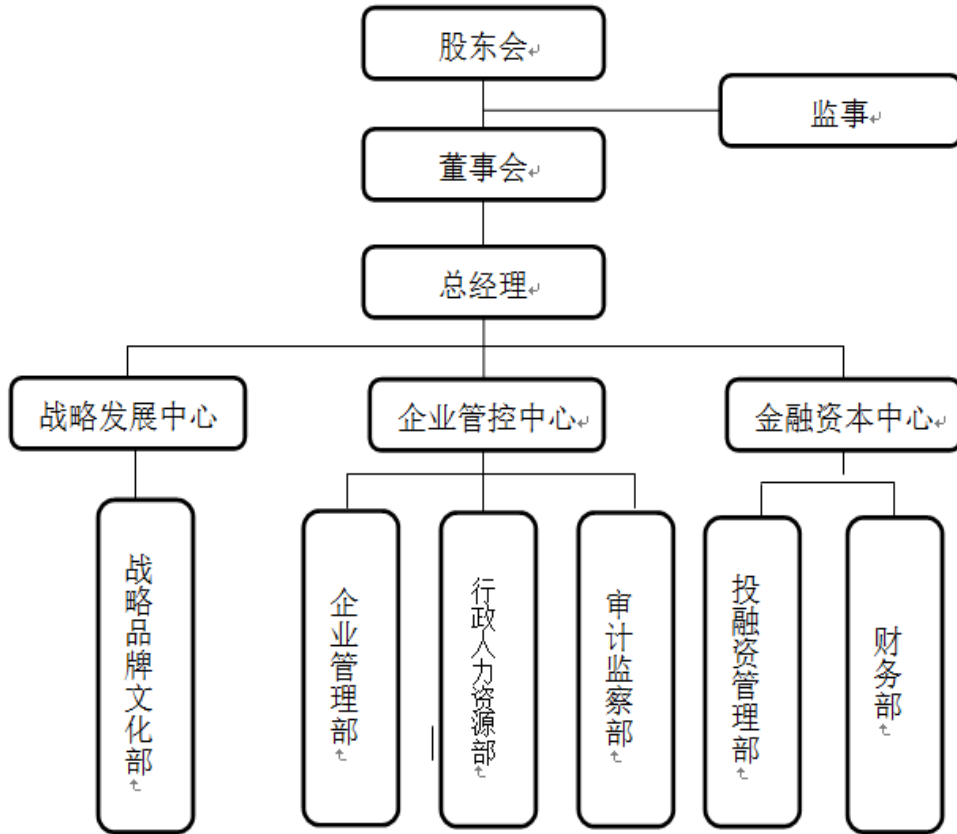 股东会
监事
董事会
总经理
战略发展中心
企业管控中心
金融资本中心
战略品牌文化部
企业管理部
行政人力资源部
审计监察部
投融资管理部
财务部